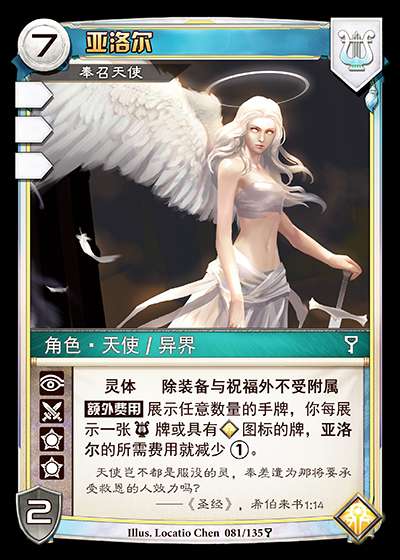 7
亚洛尔
奉召天使
角色·天使/异界
灵体 除装备与祝福外不受附属
额外费用 展示任意数量的手牌，你每展
示一张 牌或具有 图标的牌，亚洛
尔的所需费用就减少①。
天使岂不都是服役的灵，奉差遣为那将要承
受救恩的人效力吗？
——《圣经》，希伯来书1:14
2
Illus. Locatio Chen 081/135